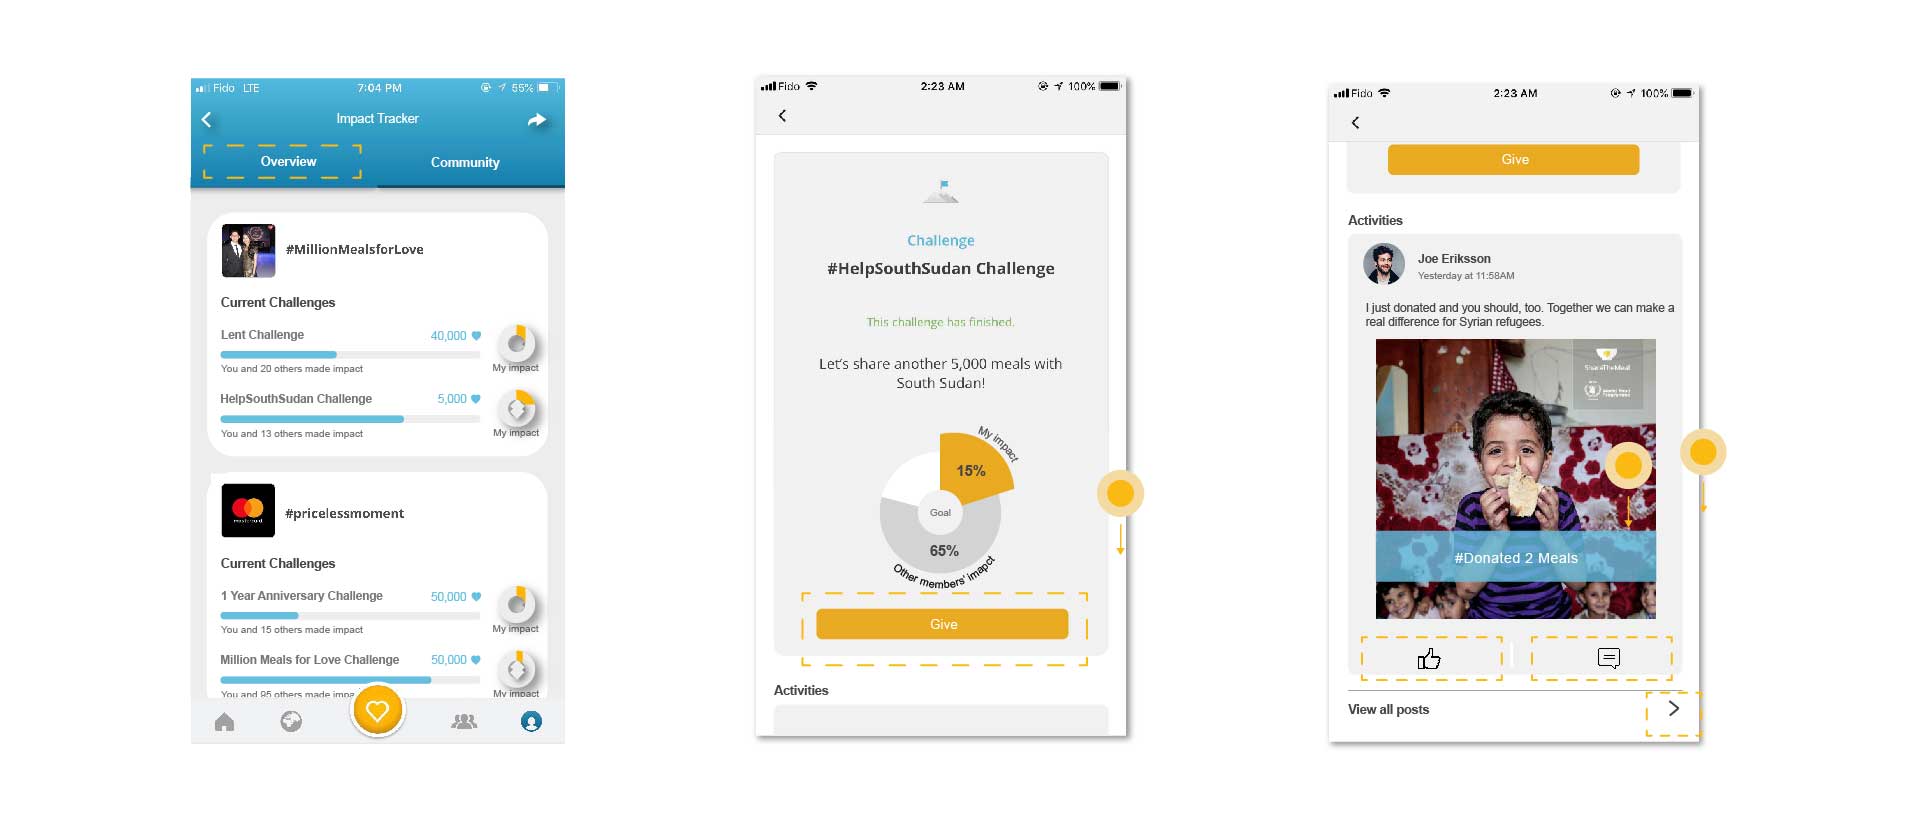 Fido LTE 7:04 PM 55%
Impact Tracker
Overview Community
#MillionMealsforLove
Current Challenges
Lent Challenge 40,000
You and 20 others made impact My impact
HelpSouthSudan Challenge 5,000
You and 13 others made impact My impact
mastercard
#pricelessmoment
Current Challenges
1 Year Anniversary Challenge 50,000
You and 15 others made impact My impact
Million Meals for Love Challenge 50,000
You and 95 others made impa My impact
Fido 2:23 AM 100%
Challenge
#HelpSouthSudan Challenge
This challenge has finished.
Let's share another 5,000 meals with
South Sudan!
My impact
15%
Goal
65%
Other members' imapct
Give
Activities
Fido 2:23 AM 100%
Give
Activities
Joe Eriksson
Yesterday at 11:58AM
I just donated and you should, too. Together we can make a
real difference for Syrian refugees.
ShareTheMeal
World Food
Programme
#Donated 2 Meals
View all posts